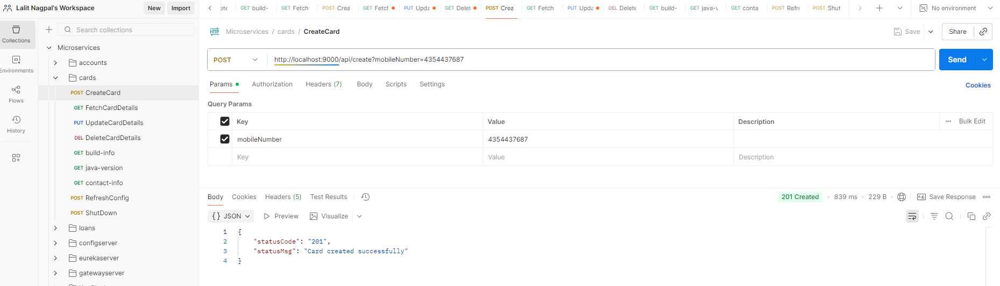 Lalit Nagpal's Workspace New Import
build- Fetch Crea Fetch Upda Delet Crea Fetch Upda Delete build- java-v conta Refre Shut No environment
GET GET POST GET PUT GET POST GET PUT DEL GET GET GET POST POST
Collections
Environments
Flows
History
Search collections
Microservices
accounts
cards
POST CreateCard
GET FetchCardDetails
PUT UpdateCardDetails
DEL DeleteCardDetails
GET build-info
GET java-version
GET contact-info
POST RefreshConfig
POST ShutDown
loans
configserver
eurekaserver
gatewayserver
HTTP Microservices / cards / CreateCard Save Share
POST http://localhost:9000/api/create?mobileNumber=4354437687 Send
Params Authorization Headers (7) Body Scripts Settings Cookies
Query Params
Key Value Description Bulk Edit
mobileNumber 4354437687
Key Value Description
Body Cookies Headers (5) Test Results 201 Created 839 ms 229 B e.g. Save Response
{} JSON Preview Visualize
1 {
2 "statusCode": "201",
3 "statusMsg": "Card created successfully"
4 }